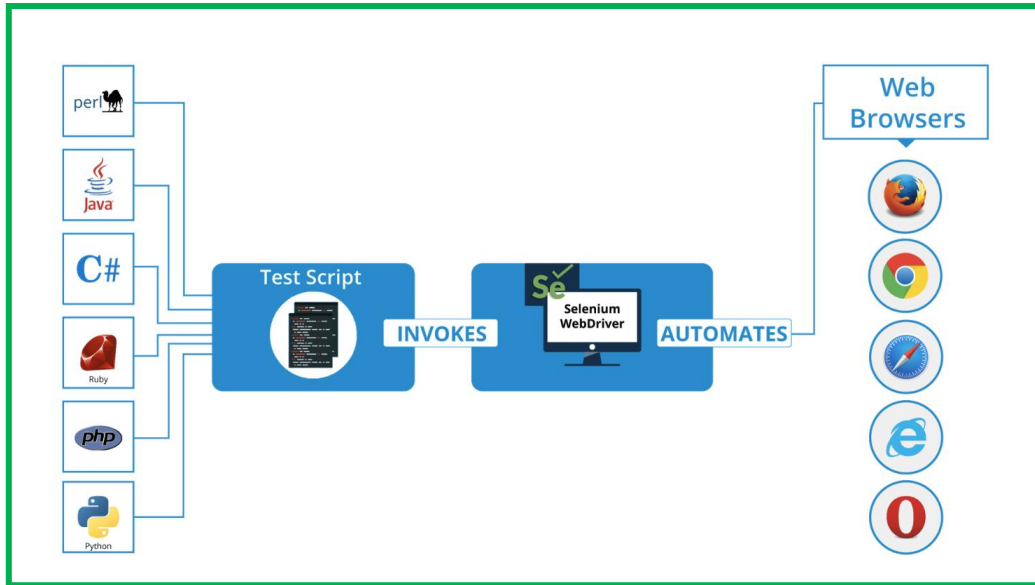 perl
Java
C#
Ruby
php
Python
Test Script
INVOKES
Se
Selenium
WebDriver
AUTOMATES
Web
Browsers